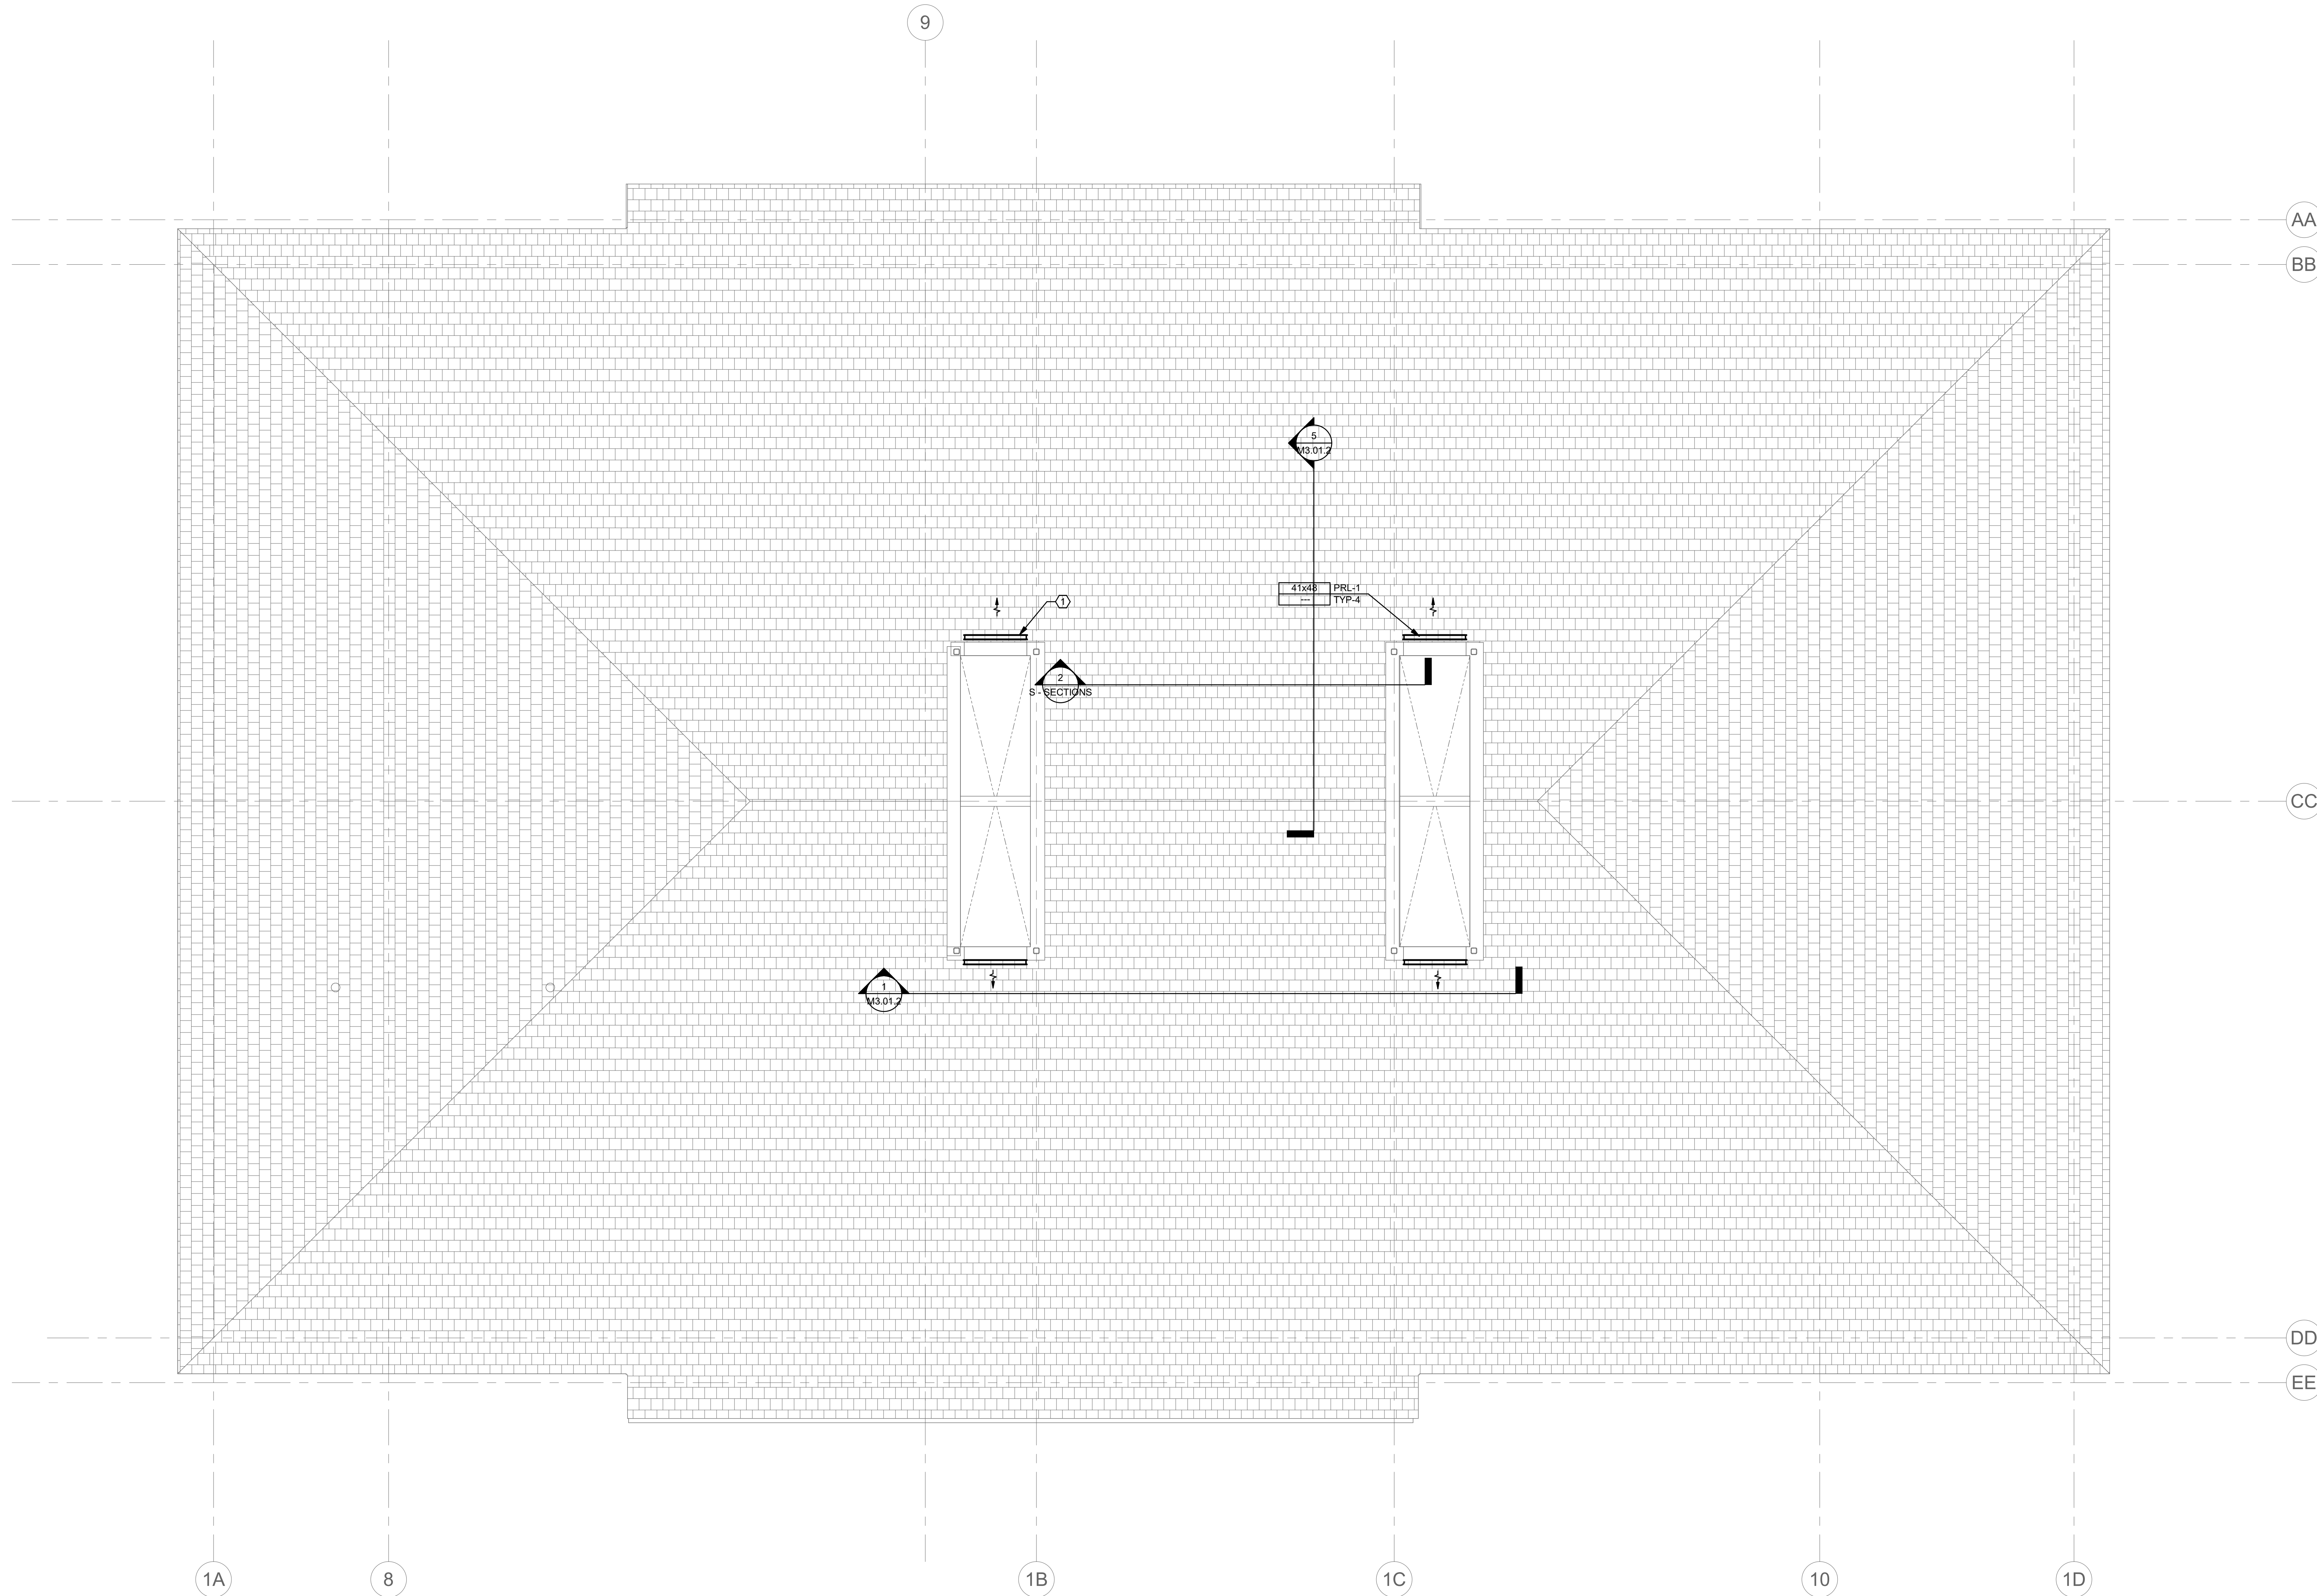 9
AA
BB
5
M3.01.2
41x48 PRL-1
--- TYP-4
1
2
S - SECTIONS
CC
1
M3.01.2
DD
EE
1A
8
1B
1C
10
1D